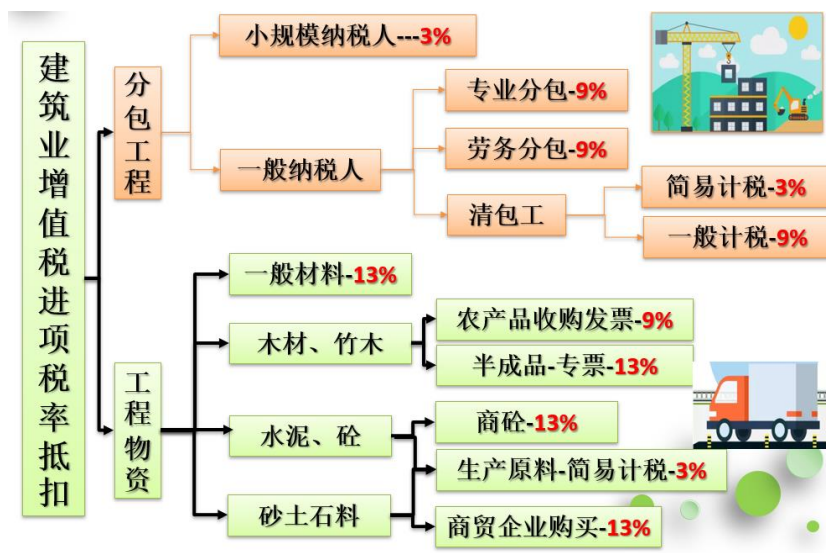 建筑业增值税进项税率抵扣
分包工程
小规模纳税人---3%
一般纳税人
专业分包-9%
劳务分包-9%
清包工
简易计税-3%
一般计税-9%
工程物资
一般材料-13%
木材、竹木
农产品收购发票-9%
半成品-专票-13%
水泥、砼
商砼-13%
生产原料-简易计税-3%
砂土石料
商贸企业购买-13%